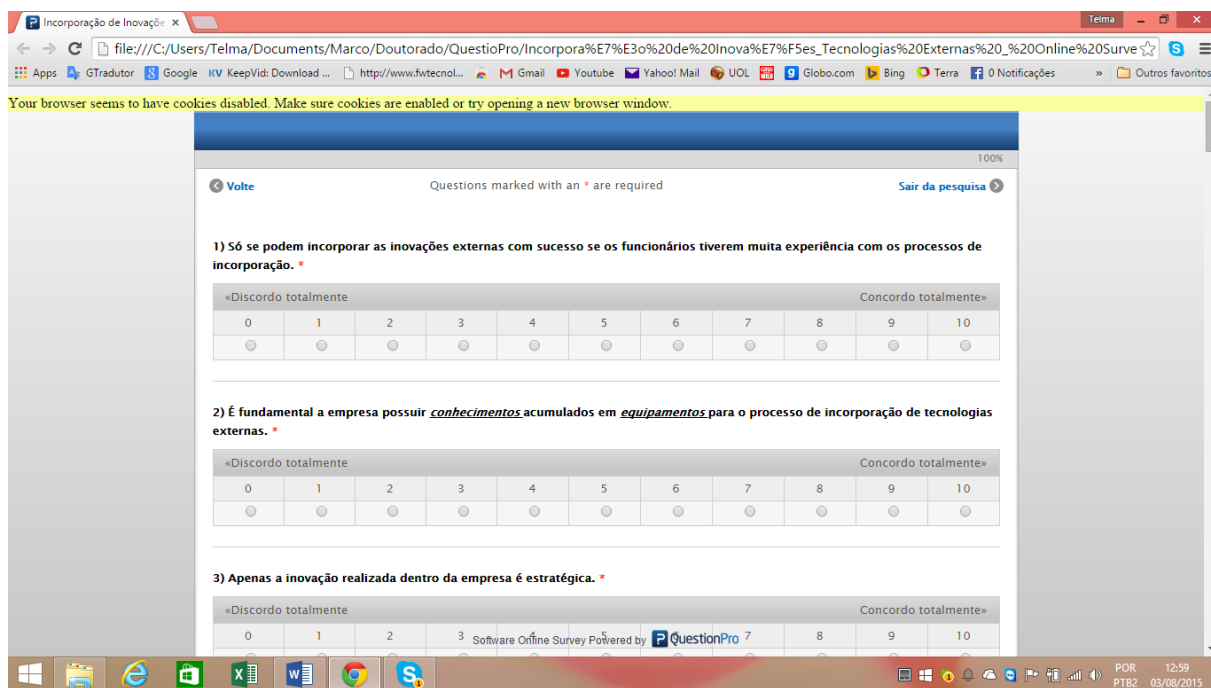 Incorporação de Inovaçõe ×
Telma
file:///C:/Users/Telma/Documents/Marco/Doutorado/QuestioPro/Incorpora%E7%E3o%20de%20Inova%E7%F5es_Tecnologias%20Externas%20_%20Online%20Surve
Apps GTradutor Google KeepVid: Download ... http://www.fwtecnol... Gmail Youtube Yahoo! Mail UOL Globo.com Bing Terra 0 Notificações » Outros favoritos
Your browser seems to have cookies disabled. Make sure cookies are enabled or try opening a new browser window.
100%
Volte Questions marked with an * are required Sair da pesquisa
1) Só se podem incorporar as inovações externas com sucesso se os funcionários tiverem muita experiência com os processos de
incorporação. *
«Discordo totalmente Concordo totalmente»
0 1 2 3 4 5 6 7 8 9 10
2) É fundamental a empresa possuir conhecimentos acumulados em equipamentos para o processo de incorporação de tecnologias
externas. *
«Discordo totalmente Concordo totalmente»
0 1 2 3 4 5 6 7 8 9 10
3) Apenas a inovação realizada dentro da empresa é estratégica. *
«Discordo totalmente Concordo totalmente»
0 1 2 3 4 5 6 7 8 9 10
Software Online Survey Powered by QuestionPro
POR 12:59
PTB2 03/08/2015